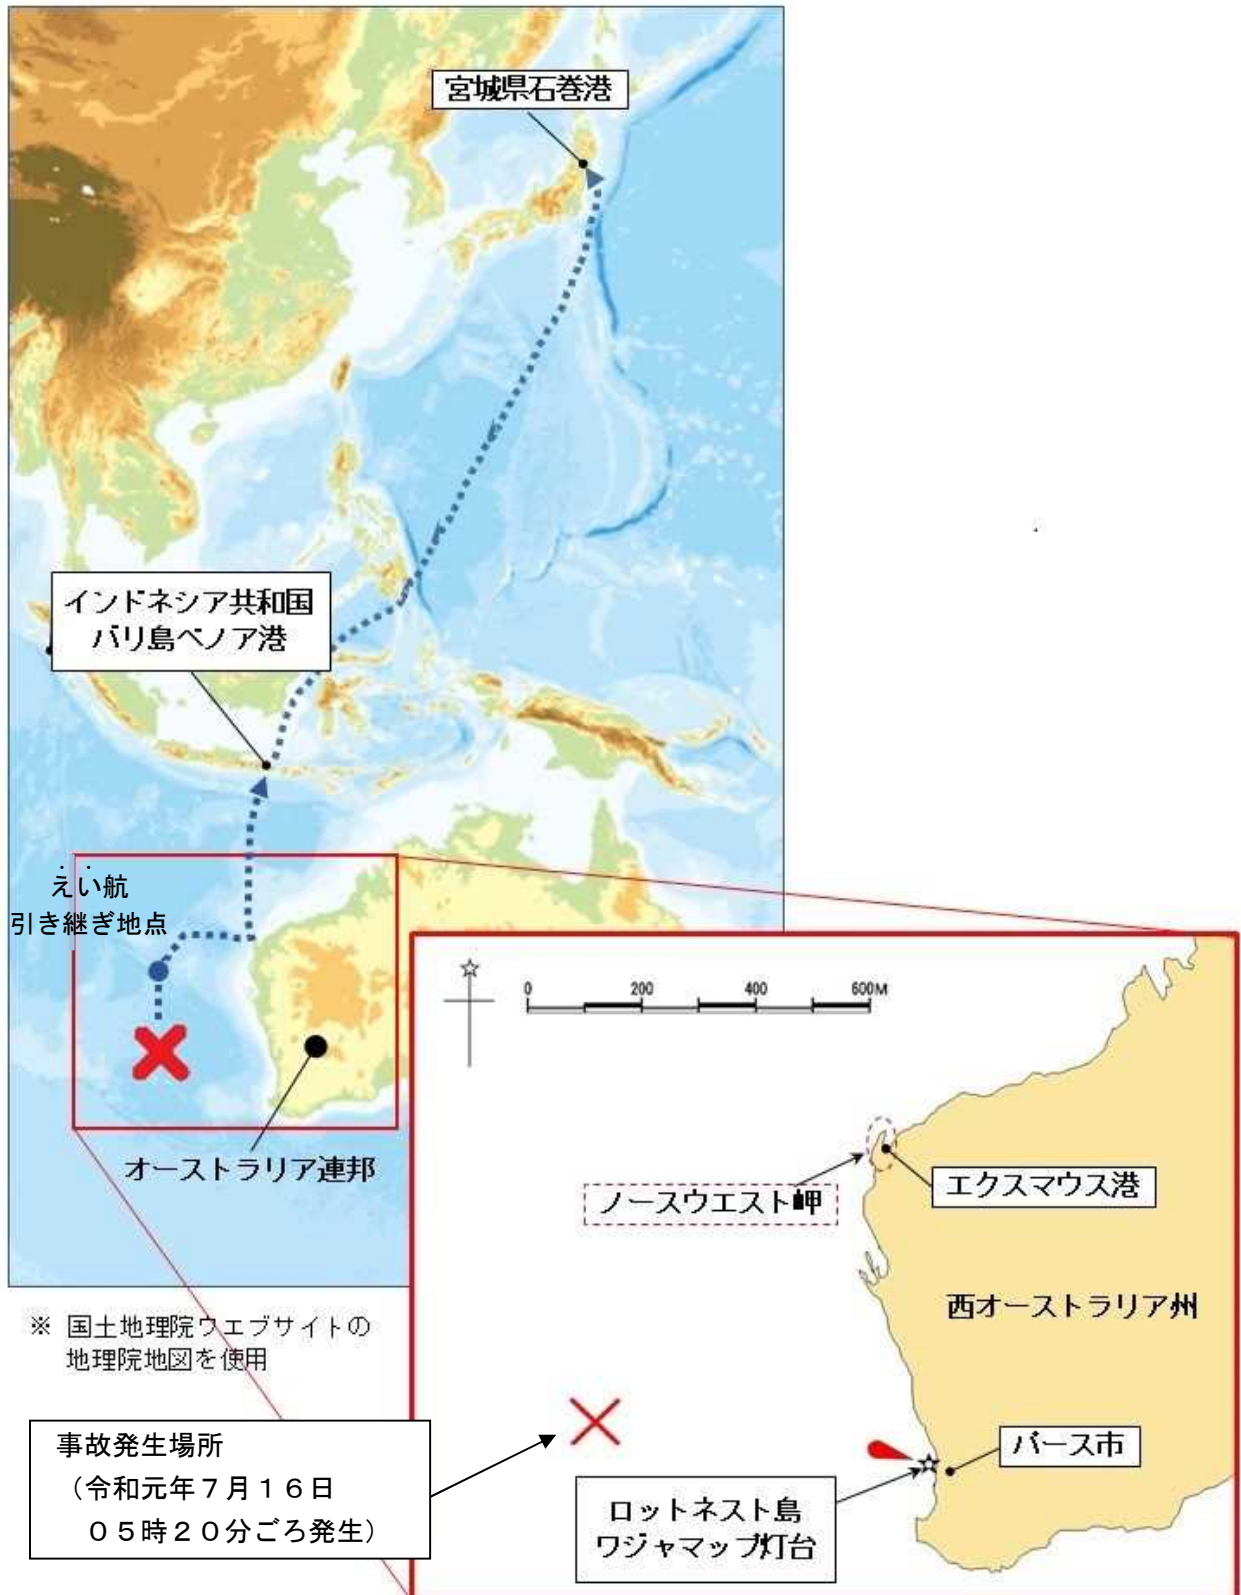 宮城県石巻港
インドネシア共和国
バリ島ベノア港
えい航
引き継ぎ地点
オーストラリア連邦
0 200 400 600M
ノースウエスト岬
エクスマウス港
西オーストラリア州
パース市
ロットネスト島
ワジャマップ灯台
※ 国土地理院ウエブサイトの
地理院地図を使用
事故発生場所
（令和元年７月１６日
０５時２０分ごろ発生）